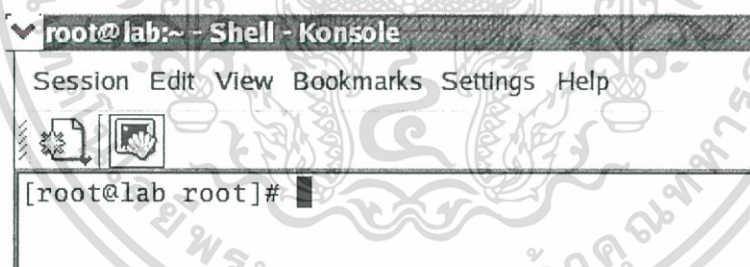 root@lab:~ - Shell - Konsole
Session Edit View Bookmarks Settings Help
[root@lab root]#